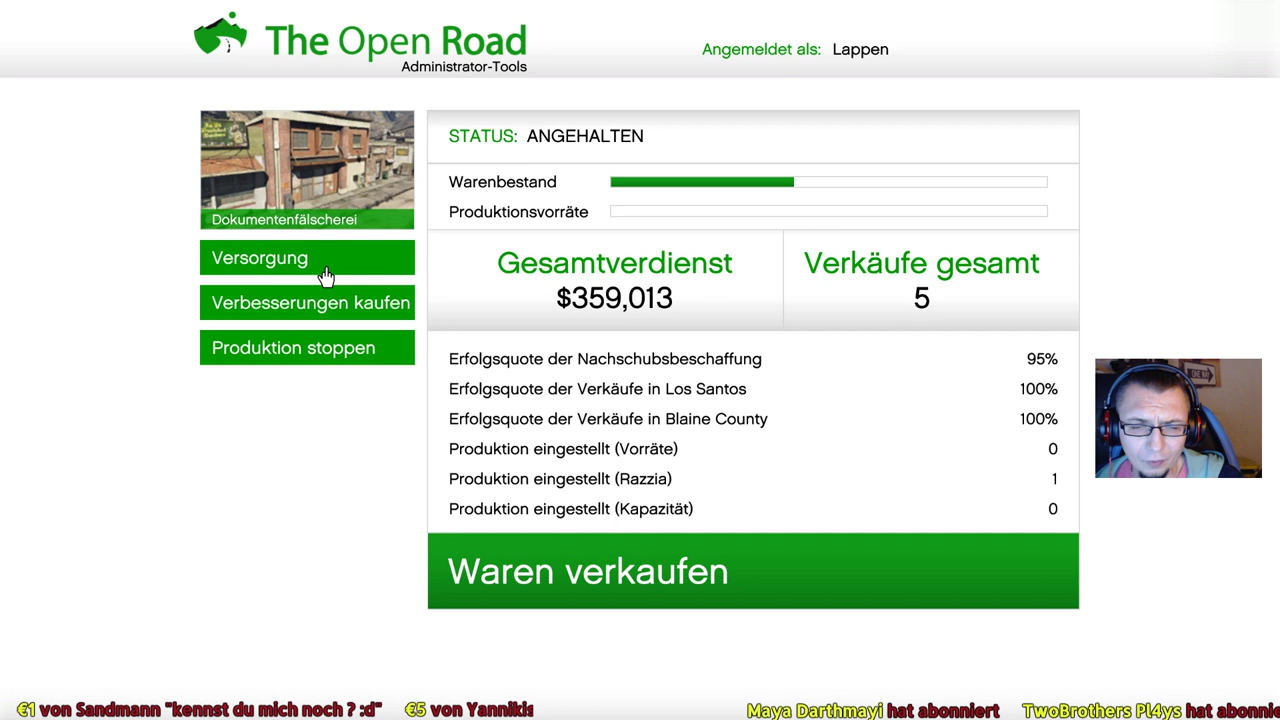 The Open Road
Administrator-Tools
Angemeldet als: Lappen
Dokumentenfälscherei
Versorgung
Verbesserungen kaufen
Produktion stoppen
STATUS: ANGEHALTEN
Warenbestand
Produktionsvorräte
Gesamtverdienst
$359,013
Verkäufe gesamt
5
Erfolgsquote der Nachschubsbeschaffung 95%
Erfolgsquote der Verkäufe in Los Santos 100%
Erfolgsquote der Verkäufe in Blaine County 100%
Produktion eingestellt (Vorräte) 0
Produktion eingestellt (Razzia) 1
Produktion eingestellt (Kapazität) 0
Waren verkaufen
ONE WAY
€1 von Sandmann "kennst du mich noch ? :d" €5 von Yannikis
Maya Darthmayi hat abonniert TwoBrothers Pl4ys hat abonnie